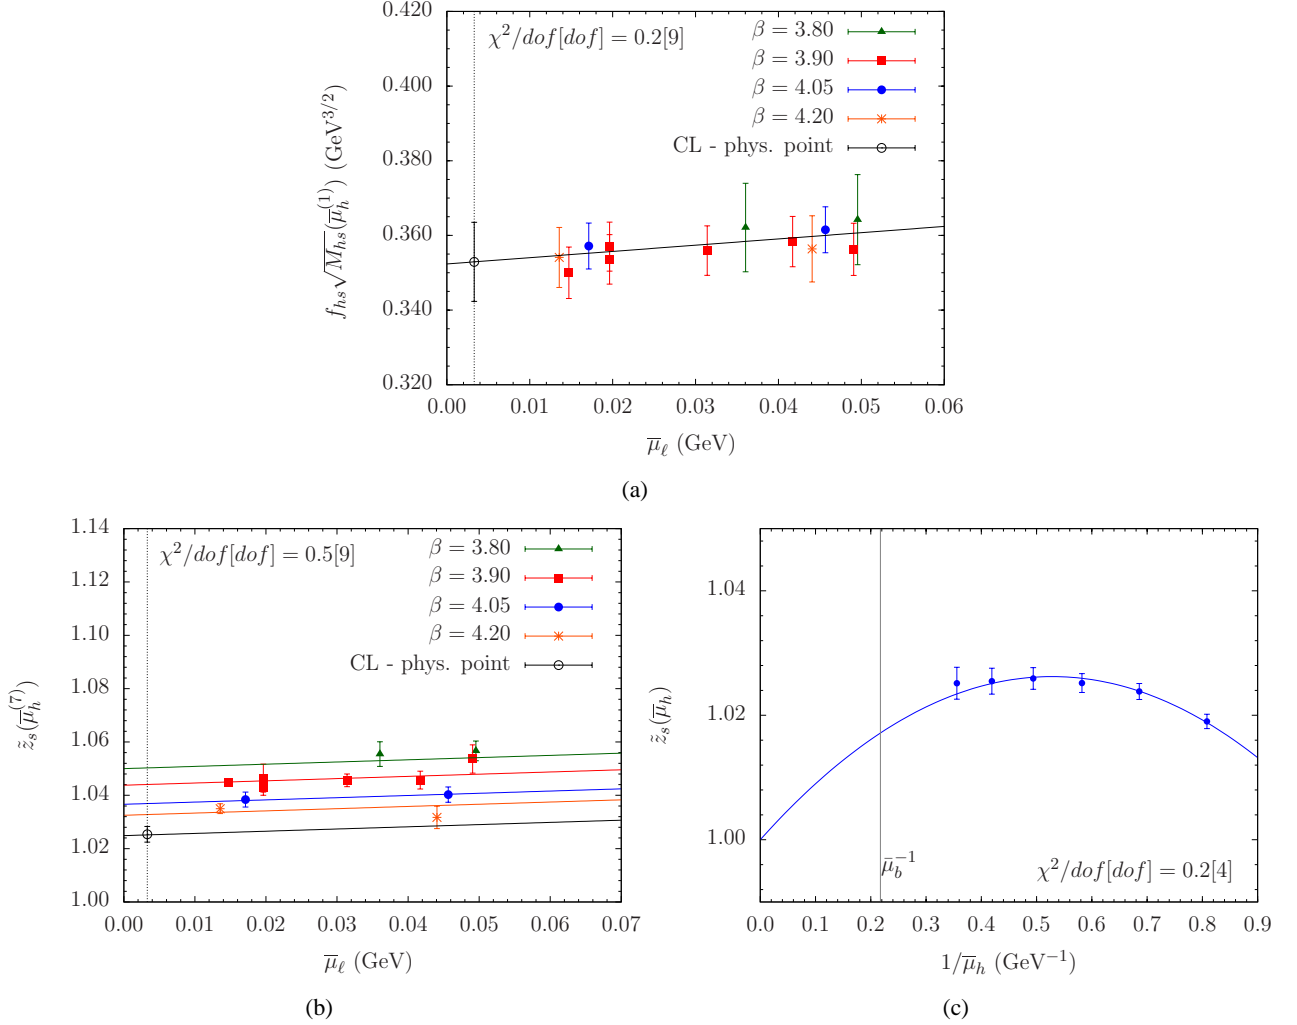 0.420
0.400
0.380
0.360
0.340
0.320
f_{hs}√M_{hs}(μ̅_h^{(1)}) (GeV^{3/2})
χ²/dof[dof] = 0.2[9]
β = 3.80
β = 3.90
β = 4.05
β = 4.20
CL - phys. point
0.00 0.01 0.02 0.03 0.04 0.05 0.06
μ̅_ℓ (GeV)
(a)
1.14
1.12
1.10
1.08
1.06
1.04
1.02
1.00
z̃_s(μ̅_h^{(7)})
χ²/dof[dof] = 0.5[9]
β = 3.80
β = 3.90
β = 4.05
β = 4.20
CL - phys. point
0.00 0.01 0.02 0.03 0.04 0.05 0.06 0.07
μ̅_ℓ (GeV)
(b)
1.04
1.02
1.00
z̃_s(μ̅_h)
μ̄_b^{-1}
χ²/dof[dof] = 0.2[4]
0.0 0.1 0.2 0.3 0.4 0.5 0.6 0.7 0.8 0.9
1/μ̅_h (GeV^{-1})
(c)